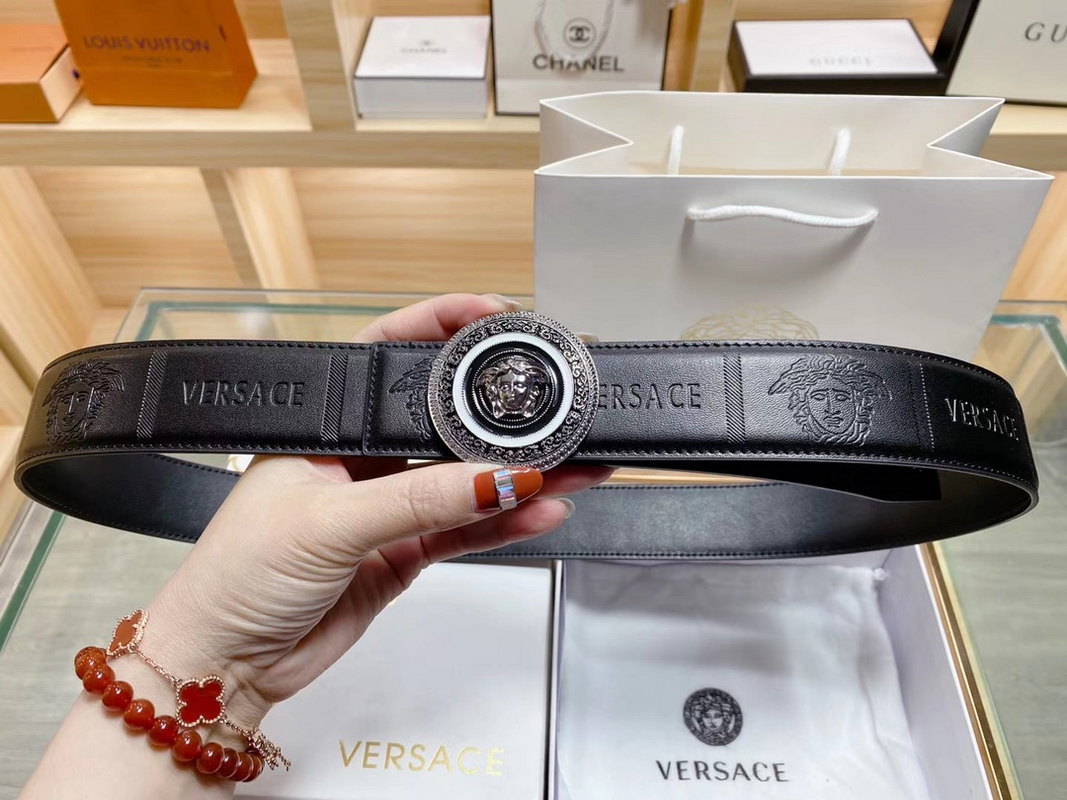 LOUIS VUITTON
CHANEL
CHANEL
GUCCI
GU
VERSACE
ERSACE
VERSACE
VERSACE
VERSACE